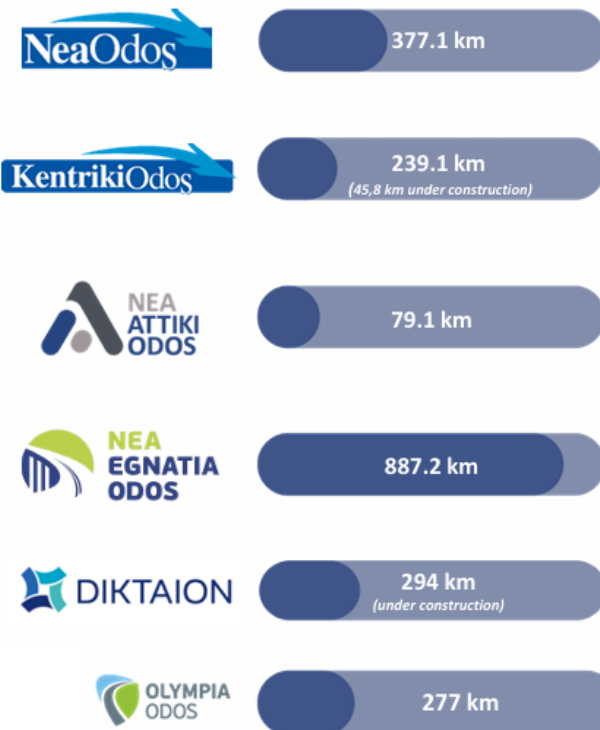 NeaOdos
377.1 km
KentrikiOdos
239.1 km
(45,8 km under construction)
NEA
ATTIKI
ODOS
79.1 km
NEA
EGNATIA
ODOS
887.2 km
DIKTAION
294 km
(under construction)
OLYMPIA
ODOS
277 km